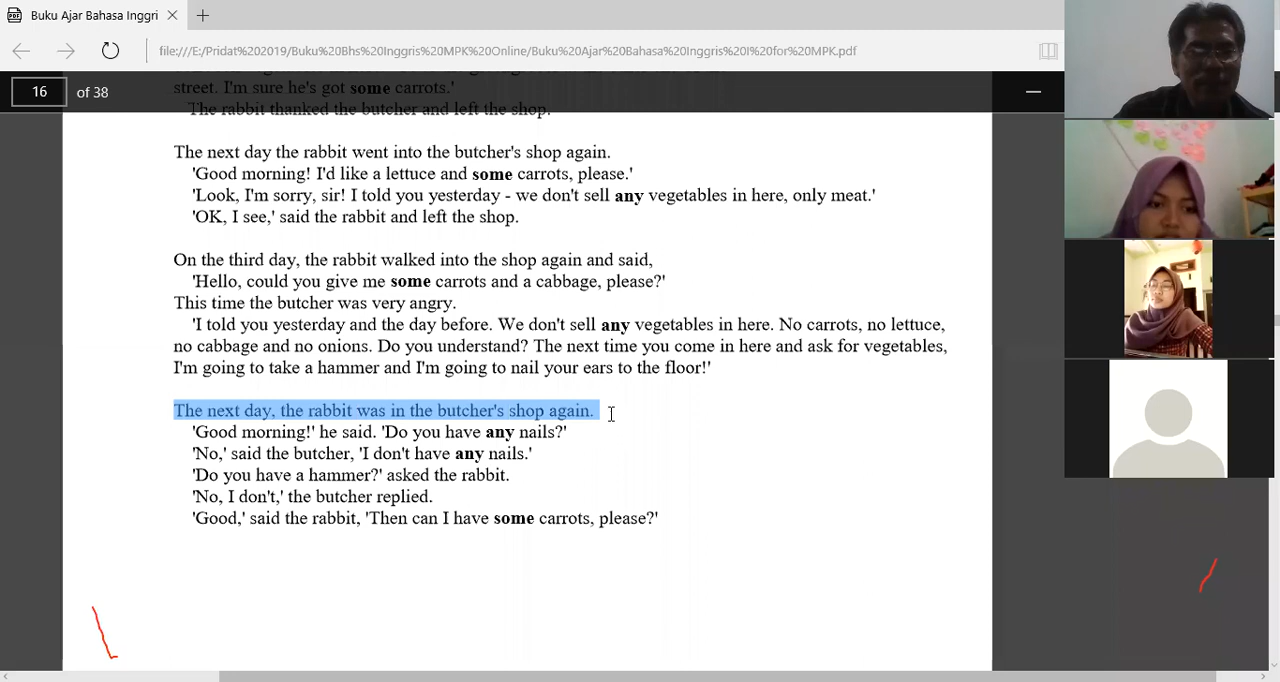 Buku Ajar Bahasa Inggri
file:///E:/Pridat%202019/Buku%20Bhs%20Inggris%20MPK%20Online/Buku%20Ajar%20Bahasa%20Inggris%20I%20for%20MPK.pdf
16 of 38
street. I'm sure he's got some carrots.'
The rabbit thanked the butcher and left the shop.
The next day the rabbit went into the butcher's shop again.
'Good morning! I'd like a lettuce and some carrots, please.'
'Look, I'm sorry, sir! I told you yesterday - we don't sell any vegetables in here, only meat.'
'OK, I see,' said the rabbit and left the shop.
On the third day, the rabbit walked into the shop again and said,
'Hello, could you give me some carrots and a cabbage, please?'
This time the butcher was very angry.
'I told you yesterday and the day before. We don't sell any vegetables in here. No carrots, no lettuce,
no cabbage and no onions. Do you understand? The next time you come in here and ask for vegetables,
I'm going to take a hammer and I'm going to nail your ears to the floor!'
The next day, the rabbit was in the butcher's shop again.
'Good morning!' he said. 'Do you have any nails?'
'No,' said the butcher, 'I don't have any nails.'
'Do you have a hammer?' asked the rabbit.
'No, I don't,' the butcher replied.
'Good,' said the rabbit, 'Then can I have some carrots, please?'